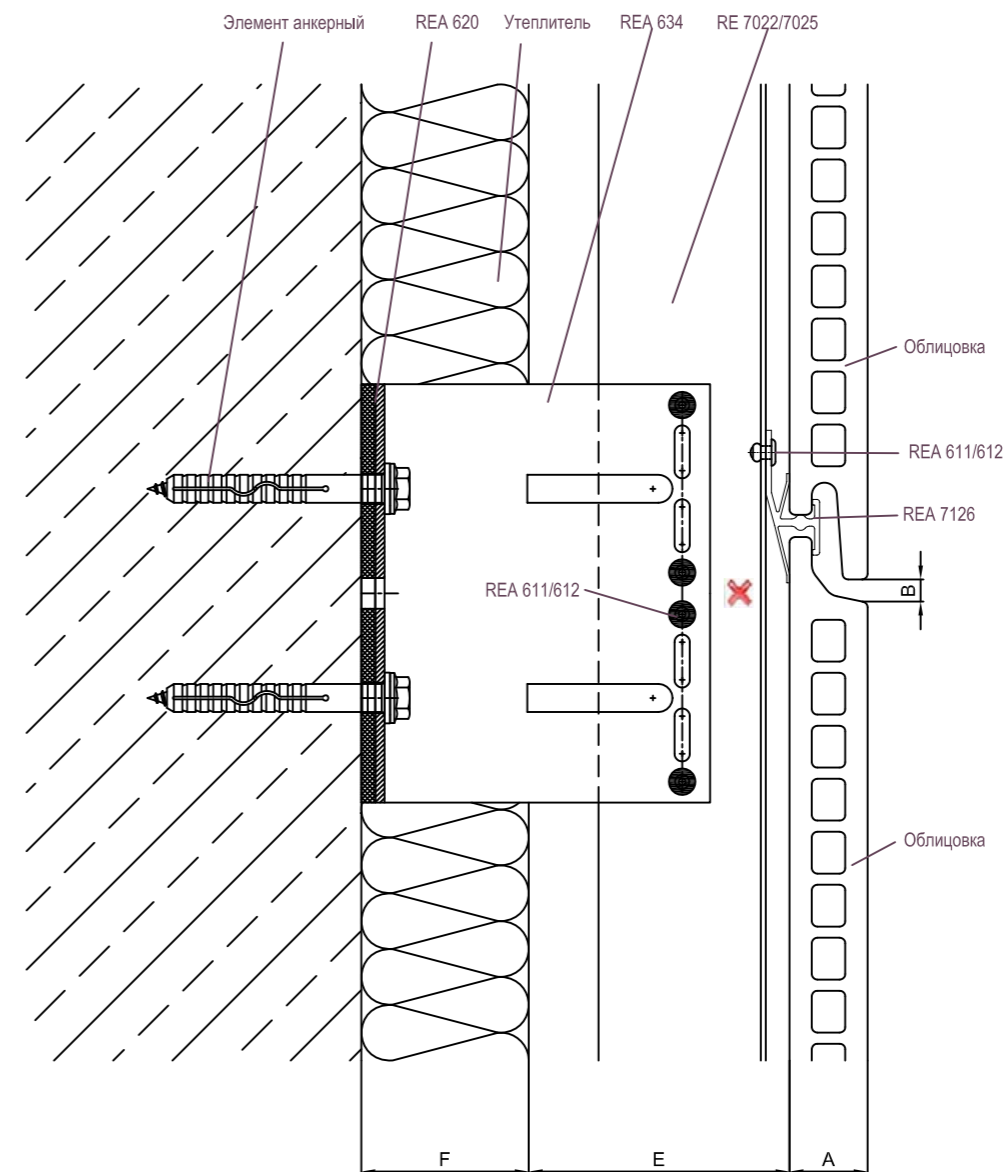 Элемент анкерный
REA 620
Утеплитель
REA 634
RE 7022/7025
Облицовка
REA 611/612
REA 7126
REA 611/612
B
Облицовка
F
E
A